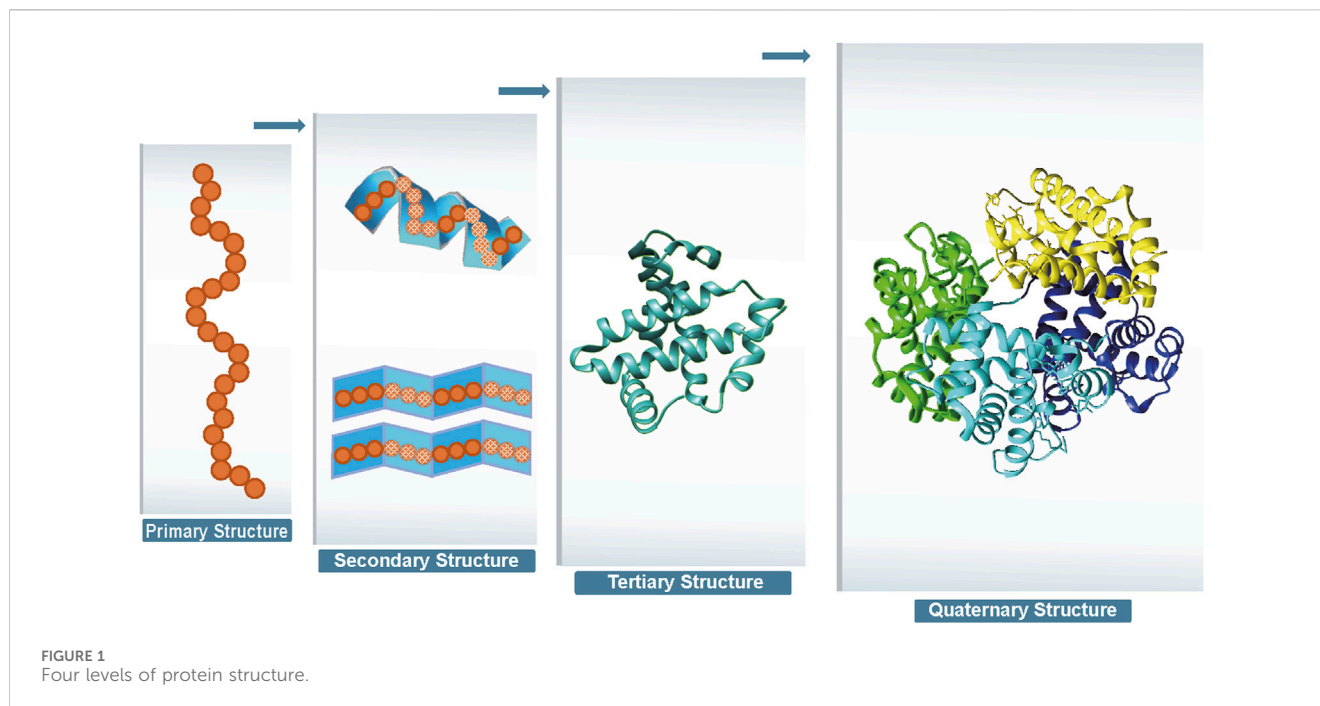 Primary Structure
Secondary Structure
Tertiary Structure
Quaternary Structure
FIGURE 1
Four levels of protein structure.